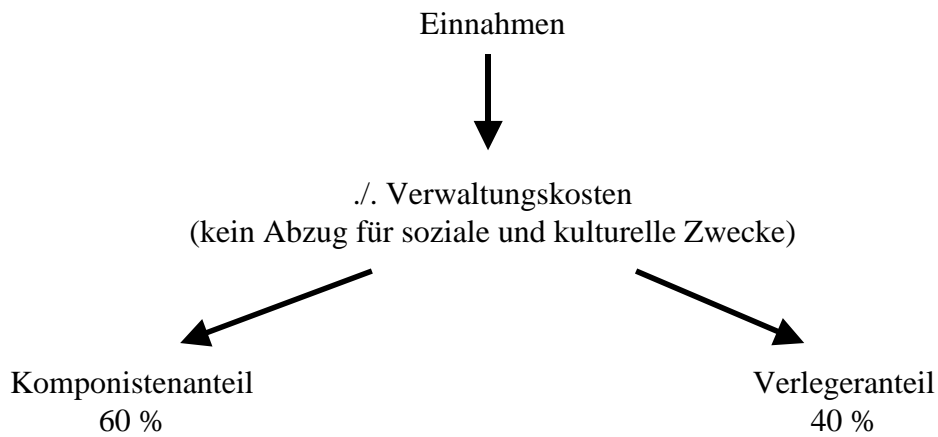 Einnahmen
./. Verwaltungskosten
(kein Abzug für soziale und kulturelle Zwecke)
Komponistenanteil
60 %
Verlegeranteil
40 %